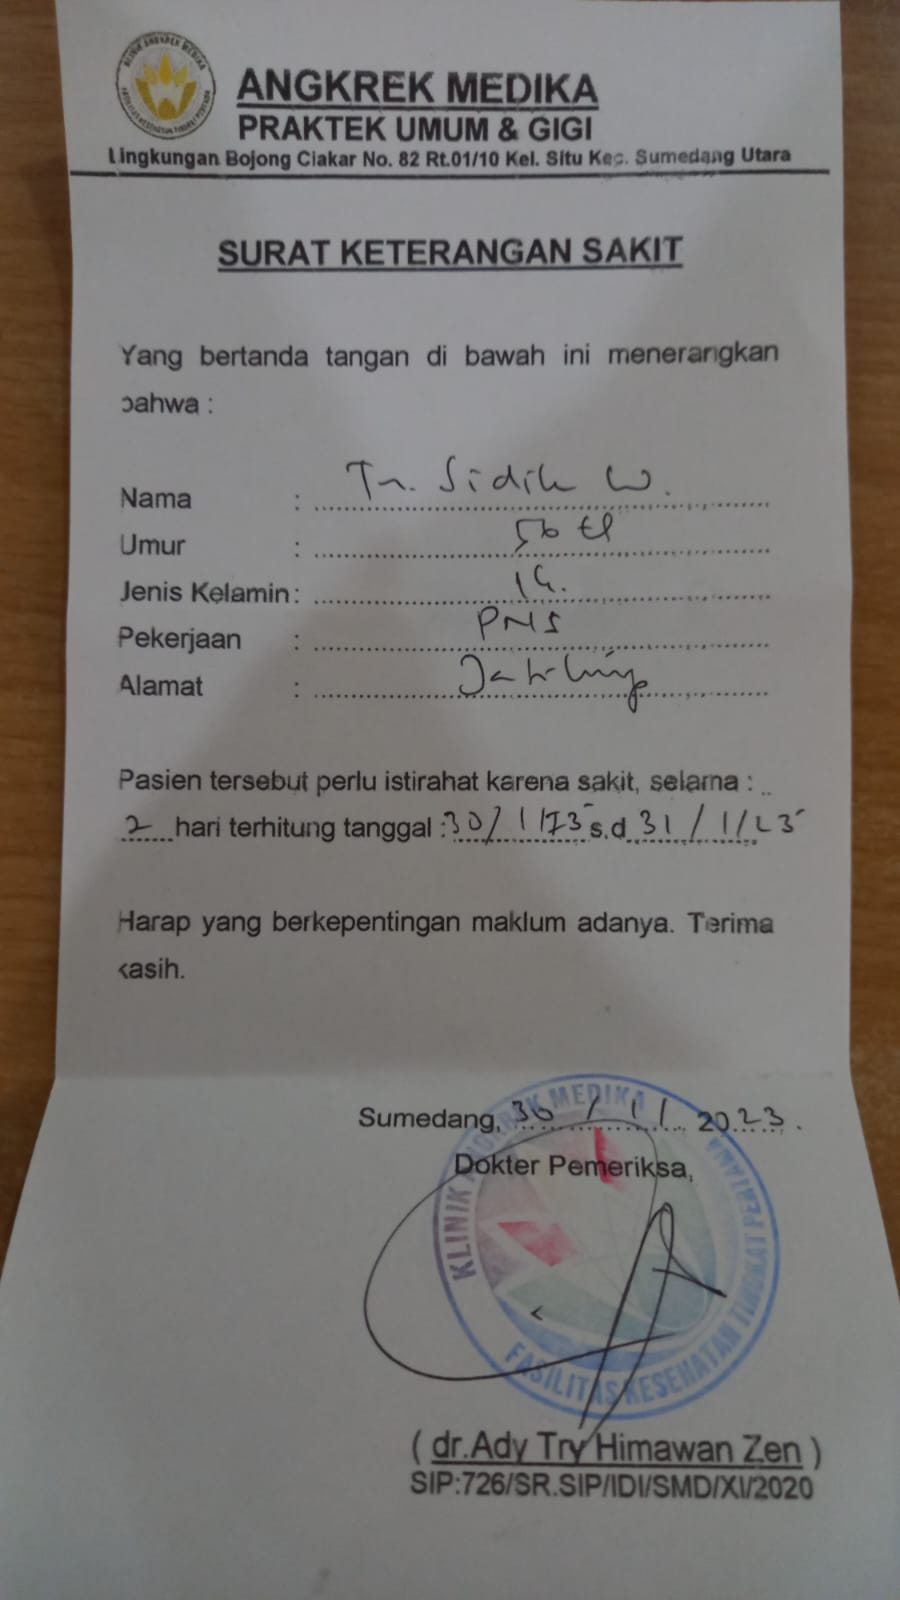 KLINIK ANGKREK MEDIKA
ANGKREK MEDIKA
PRAKTEK UMUM & GIGI
Lingkungan Bojong Ciakar No. 82 Rt.01/10 Kel. Situ Kec. Sumedang Utara
SURAT KETERANGAN SAKIT
Yang bertanda tangan di bawah ini menerangkan
bahwa :
Nama : Tn. Sidik W.
Umur : 56
Jenis Kelamin:
Pekerjaan : PNS
Alamat :
Pasien tersebut perlu istirahat karena sakit, selama :
2 hari terhitung tanggal : 30/1/23 s.d 31/1/23
Harap yang berkepentingan maklum adanya. Terima
kasih.
Sumedang, 30/1/2023.
Dokter Pemeriksa,
KLINIK ANGKREK MEDIKA
FASILITAS KESEHATAN TINGKAT PERTAMA
( dr.Ady Try Himawan Zen )
SIP:726/SR.SIP/IDI/SMD/XI/2020